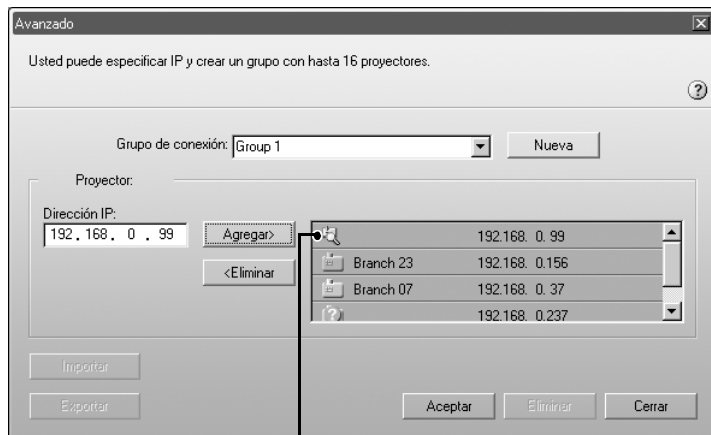 Avanzado
Usted puede especificar IP y crear un grupo con hasta 16 proyectores.
Grupo de conexión: Group 1 Nueva
Proyector:
Dirección IP:
192 . 168 . 0 . 99 Agregar> 192.168. 0. 99
<Eliminar Branch 23 192.168. 0.156
Branch 07 192.168. 0. 37
192.168. 0.237
Importar
Exportar Aceptar Eliminar Cerrar